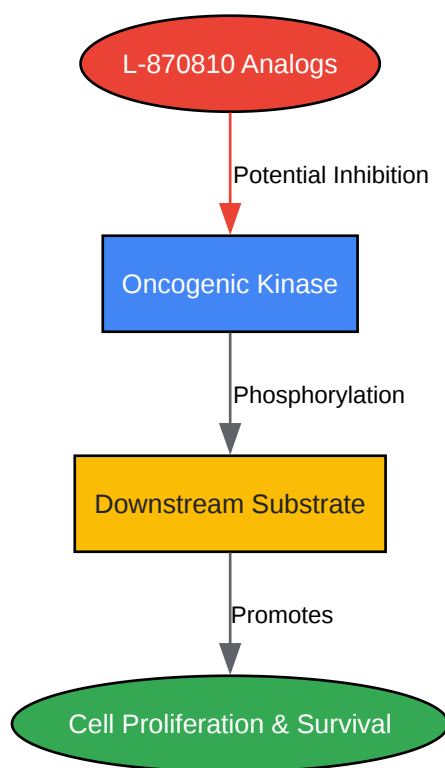 L-870810 Analogs
Potential Inhibition
Oncogenic Kinase
Phosphorylation
Downstream Substrate
Promotes
Cell Proliferation & Survival